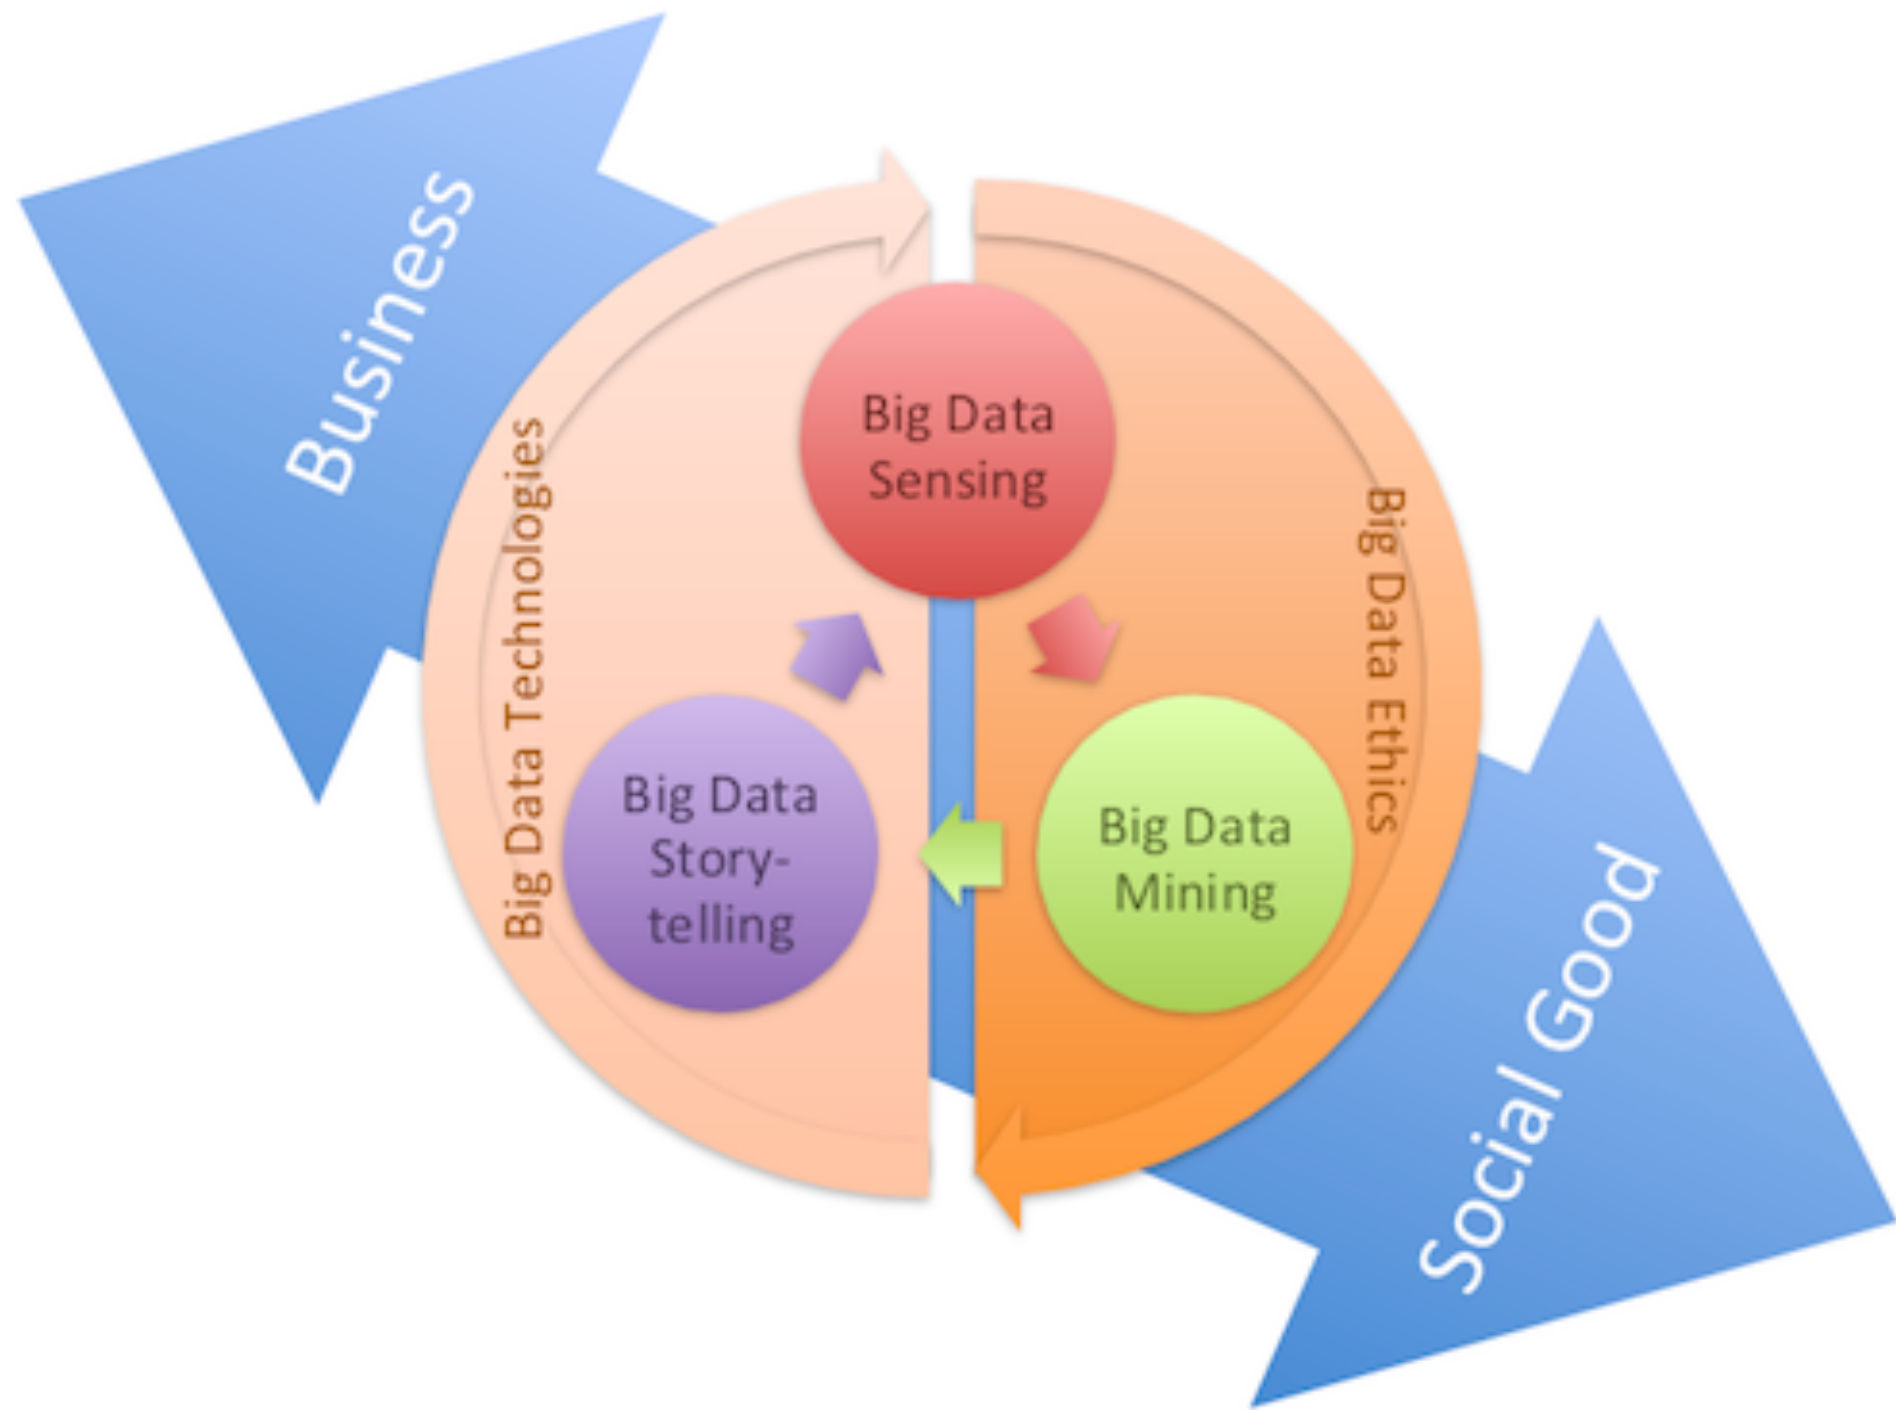 Business
Big Data Technologies
Big Data
Sensing
Big Data Ethics
Big Data
Story-
telling
Big Data
Mining
Social Good